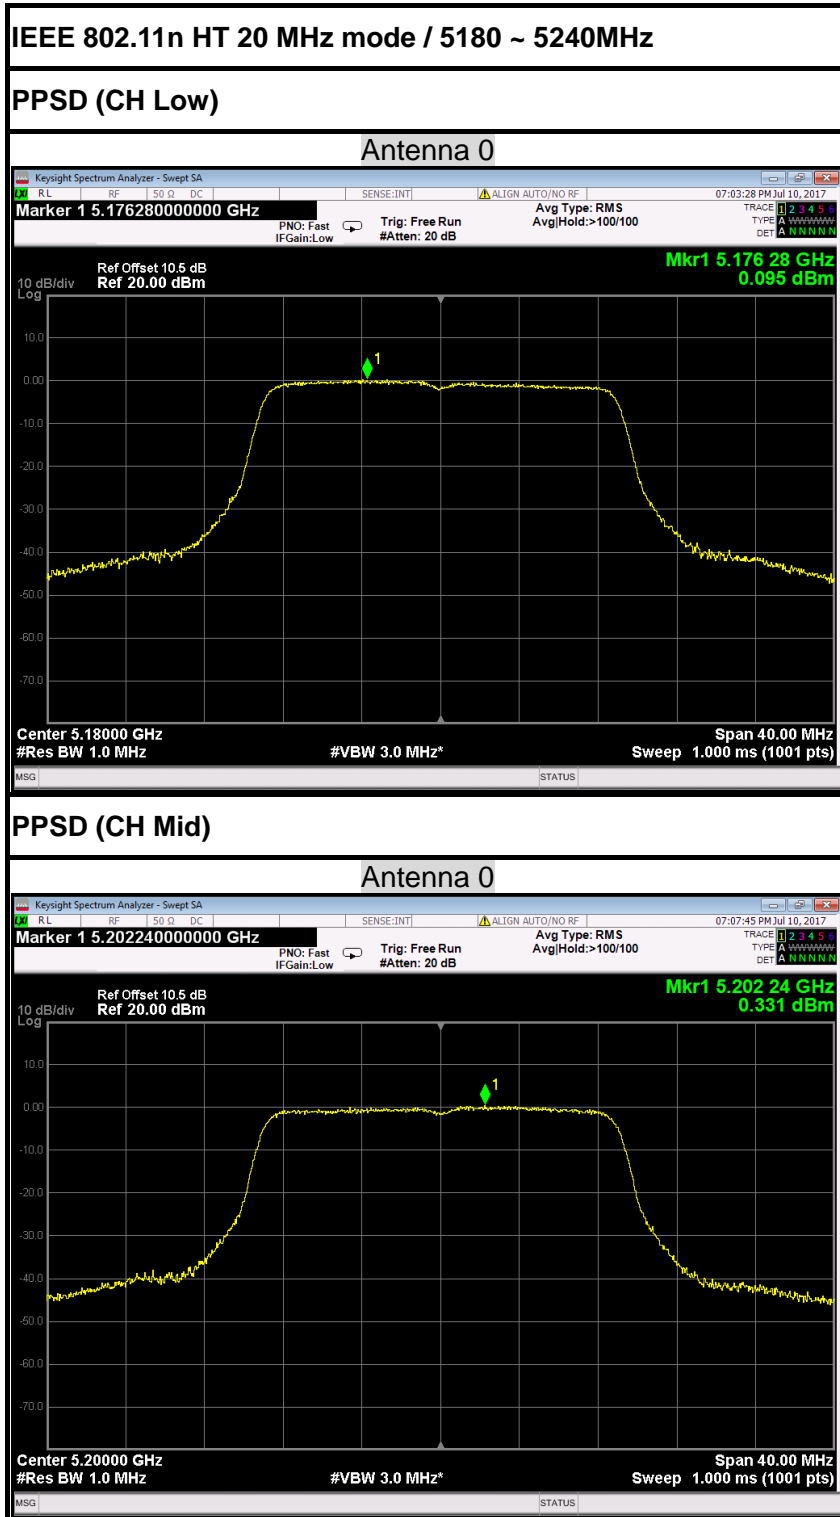 IEEE 802.11n HT 20 MHz mode / 5180 ~ 5240MHz
PPSD (CH Low)
Antenna 0
Keysight Spectrum Analyzer - Swept SA
LXI RL RF 50 Ω DC SENSE:INT ALIGN AUTO/NO RF 07:03:28 PM Jul 10, 2017
Marker 1 5.176280000000 GHz
PNO: Fast
IFGain:Low
Trig: Free Run
#Atten: 20 dB
Avg Type: RMS
Avg|Hold:>100/100
TRACE 1 2 3 4 5 6
TYPE A WWWWW
DET A N N N N N
Mkr1 5.176 28 GHz
0.095 dBm
Ref Offset 10.5 dB
10 dB/div Ref 20.00 dBm
Log
1
10.0
0.00
-10.0
-20.0
-30.0
-40.0
-50.0
-60.0
-70.0
Center 5.18000 GHz Span 40.00 MHz
#Res BW 1.0 MHz #VBW 3.0 MHz* Sweep 1.000 ms (1001 pts)
MSG STATUS
PPSD (CH Mid)
Antenna 0
Keysight Spectrum Analyzer - Swept SA
LXI RL RF 50 Ω DC SENSE:INT ALIGN AUTO/NO RF 07:07:45 PM Jul 10, 2017
Marker 1 5.202240000000 GHz
PNO: Fast
IFGain:Low
Trig: Free Run
#Atten: 20 dB
Avg Type: RMS
Avg|Hold:>100/100
TRACE 1 2 3 4 5 6
TYPE A WWWWW
DET A N N N N N
Mkr1 5.202 24 GHz
0.331 dBm
Ref Offset 10.5 dB
10 dB/div Ref 20.00 dBm
Log
1
10.0
0.00
-10.0
-20.0
-30.0
-40.0
-50.0
-60.0
-70.0
Center 5.20000 GHz Span 40.00 MHz
#Res BW 1.0 MHz #VBW 3.0 MHz* Sweep 1.000 ms (1001 pts)
MSG STATUS